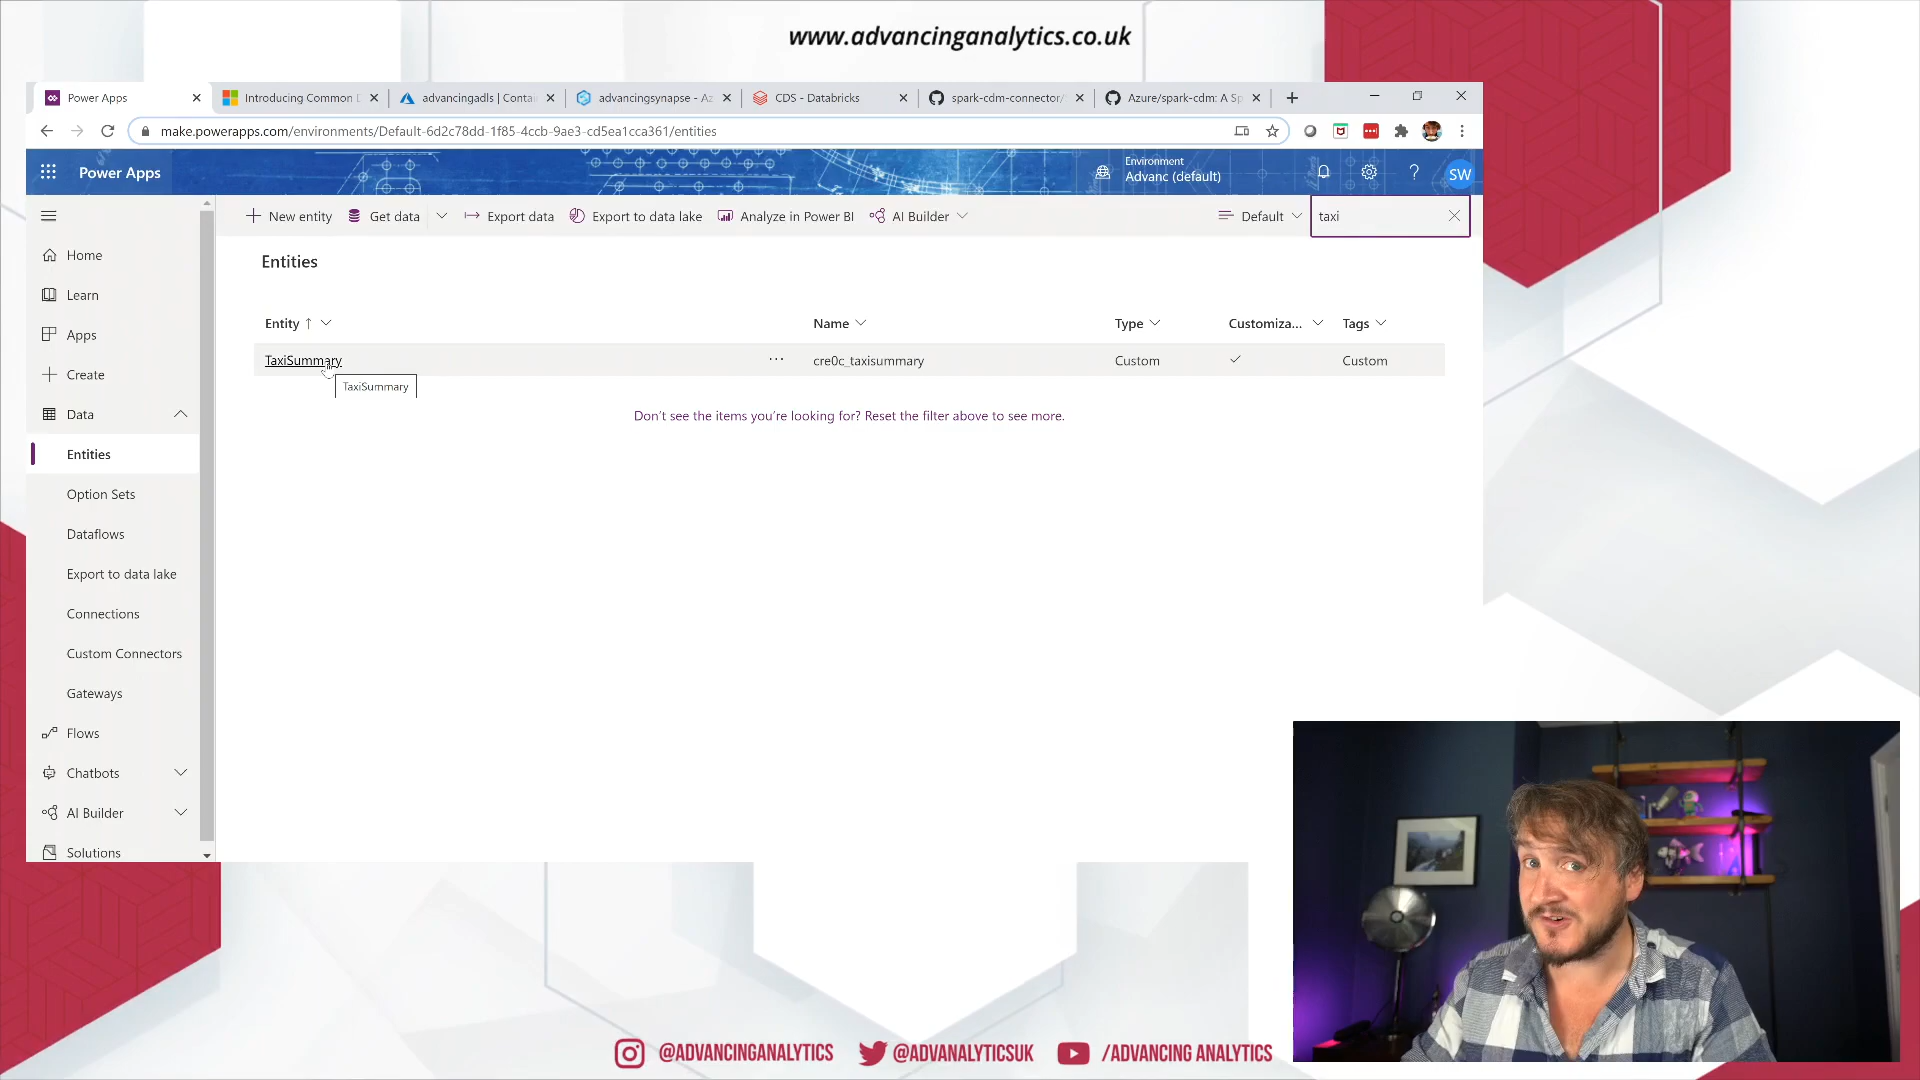 www.advancinganalytics.co.uk
Power Apps
Introducing Common D
advancingadls | Contai
advancingsynapse - Az
CDS - Databricks
spark-cdm-connector/
Azure/spark-cdm: A Sp
make.powerapps.com/environments/Default-6d2c78dd-1f85-4ccb-9ae3-cd5ea1cca361/entities
Power Apps
Environment
Advanc (default)
SW
New entity
Get data
Export data
Export to data lake
Analyze in Power BI
AI Builder
Default
taxi
Home
Learn
Apps
Create
Data
Entities
Option Sets
Dataflows
Export to data lake
Connections
Custom Connectors
Gateways
Flows
Chatbots
AI Builder
Solutions
Entities
Entity ↑ Name Type Customiza... Tags
TaxiSummary ... cre0c_taxisummary Custom Custom
TaxiSummary
Don't see the items you're looking for? Reset the filter above to see more.
@ADVANCINGANALYTICS
@ADVANALYTICSUK
/ADVANCING ANALYTICS